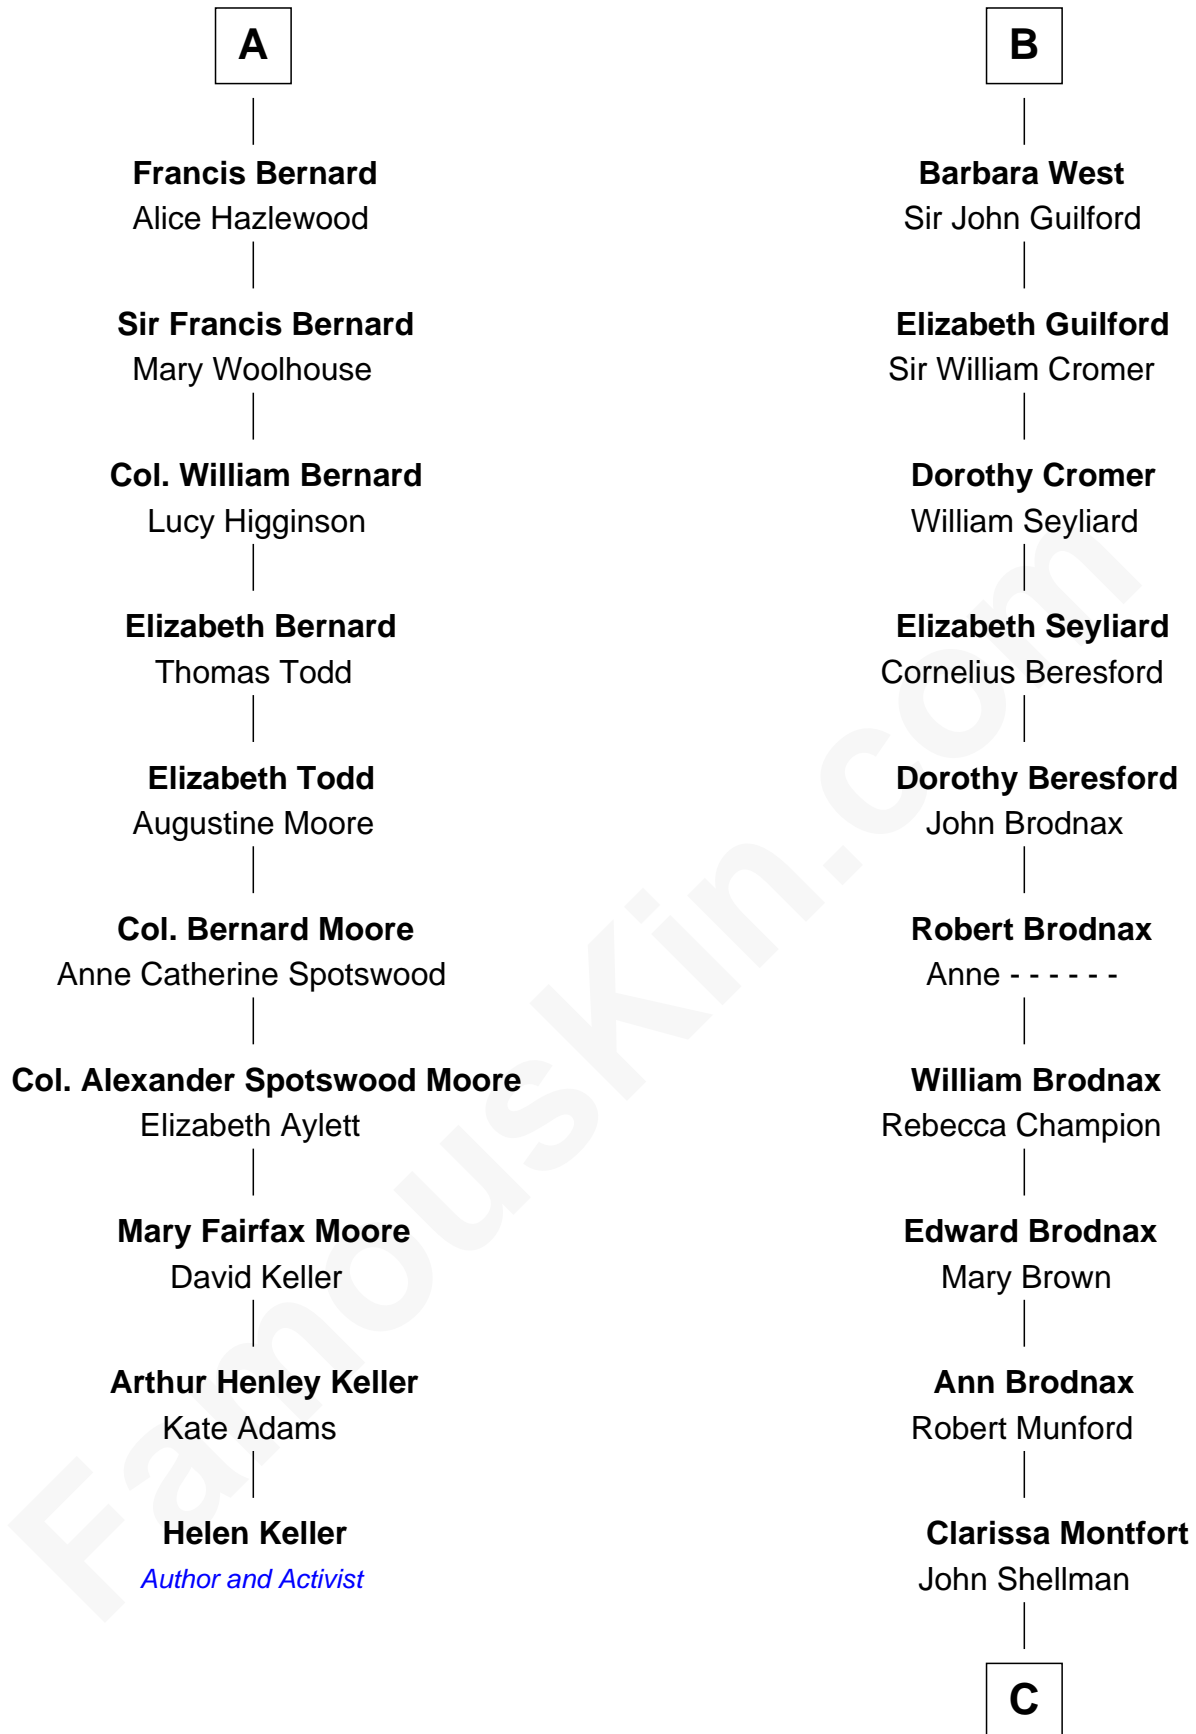 A
Francis Bernard
Alice Hazlewood
Sir Francis Bernard
Mary Woolhouse
Col. William Bernard
Lucy Higginson
Elizabeth Bernard
Thomas Todd
Elizabeth Todd
Augustine Moore
Col. Bernard Moore
Anne Catherine Spotswood
Col. Alexander Spotswood Moore
Elizabeth Aylett
Mary Fairfax Moore
David Keller
Arthur Henley Keller
Kate Adams
Helen Keller
Author and Activist
B
Barbara West
Sir John Guilford
Elizabeth Guilford
Sir William Cromer
Dorothy Cromer
William Seyliard
Elizabeth Seyliard
Cornelius Beresford
Dorothy Beresford
John Brodnax
Robert Brodnax
Anne - - - - - -
William Brodnax
Rebecca Champion
Edward Brodnax
Mary Brown
Ann Brodnax
Robert Munford
Clarissa Montfort
John Shellman
C
FamousKin.com